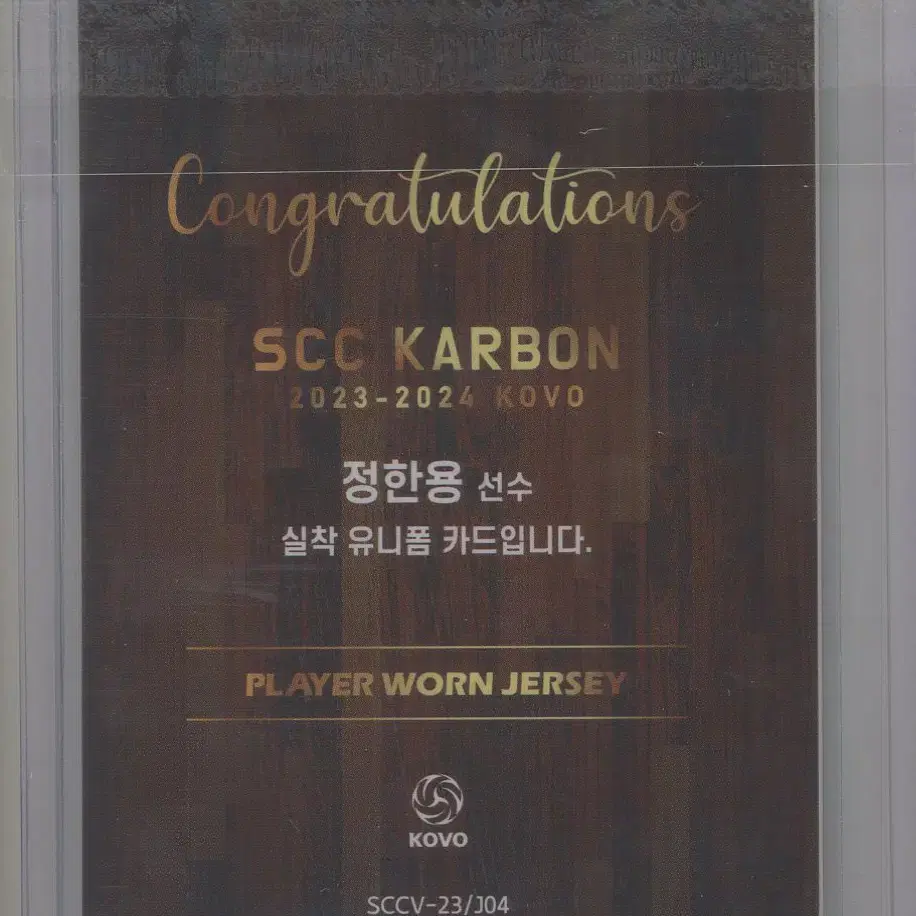 Congratulations
SCC KARBON
2023-2024 KOVO
정한용 선수
실착 유니폼 카드입니다.
PLAYER WORN JERSEY
KOVO
SCCV-23/J04